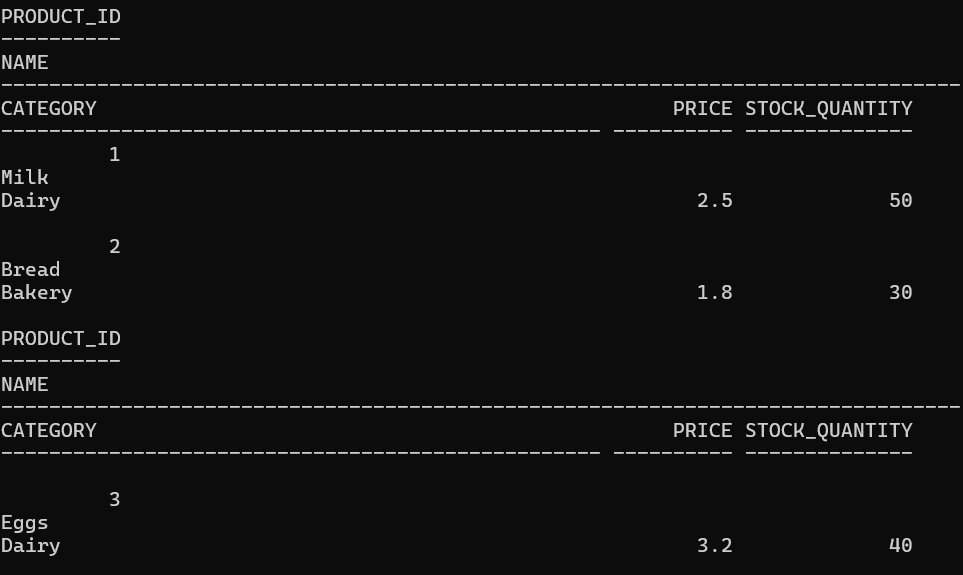 PRODUCT_ID
----------
NAME
--------------------------------------------------------------------------------
CATEGORY                                                PRICE STOCK_QUANTITY
-------------------------------------------------- ---------- --------------
         1
Milk
Dairy                                                     2.5             50

         2
Bread
Bakery                                                    1.8             30

PRODUCT_ID
----------
NAME
--------------------------------------------------------------------------------
CATEGORY                                                PRICE STOCK_QUANTITY
-------------------------------------------------- ---------- --------------

         3
Eggs
Dairy                                                     3.2             40